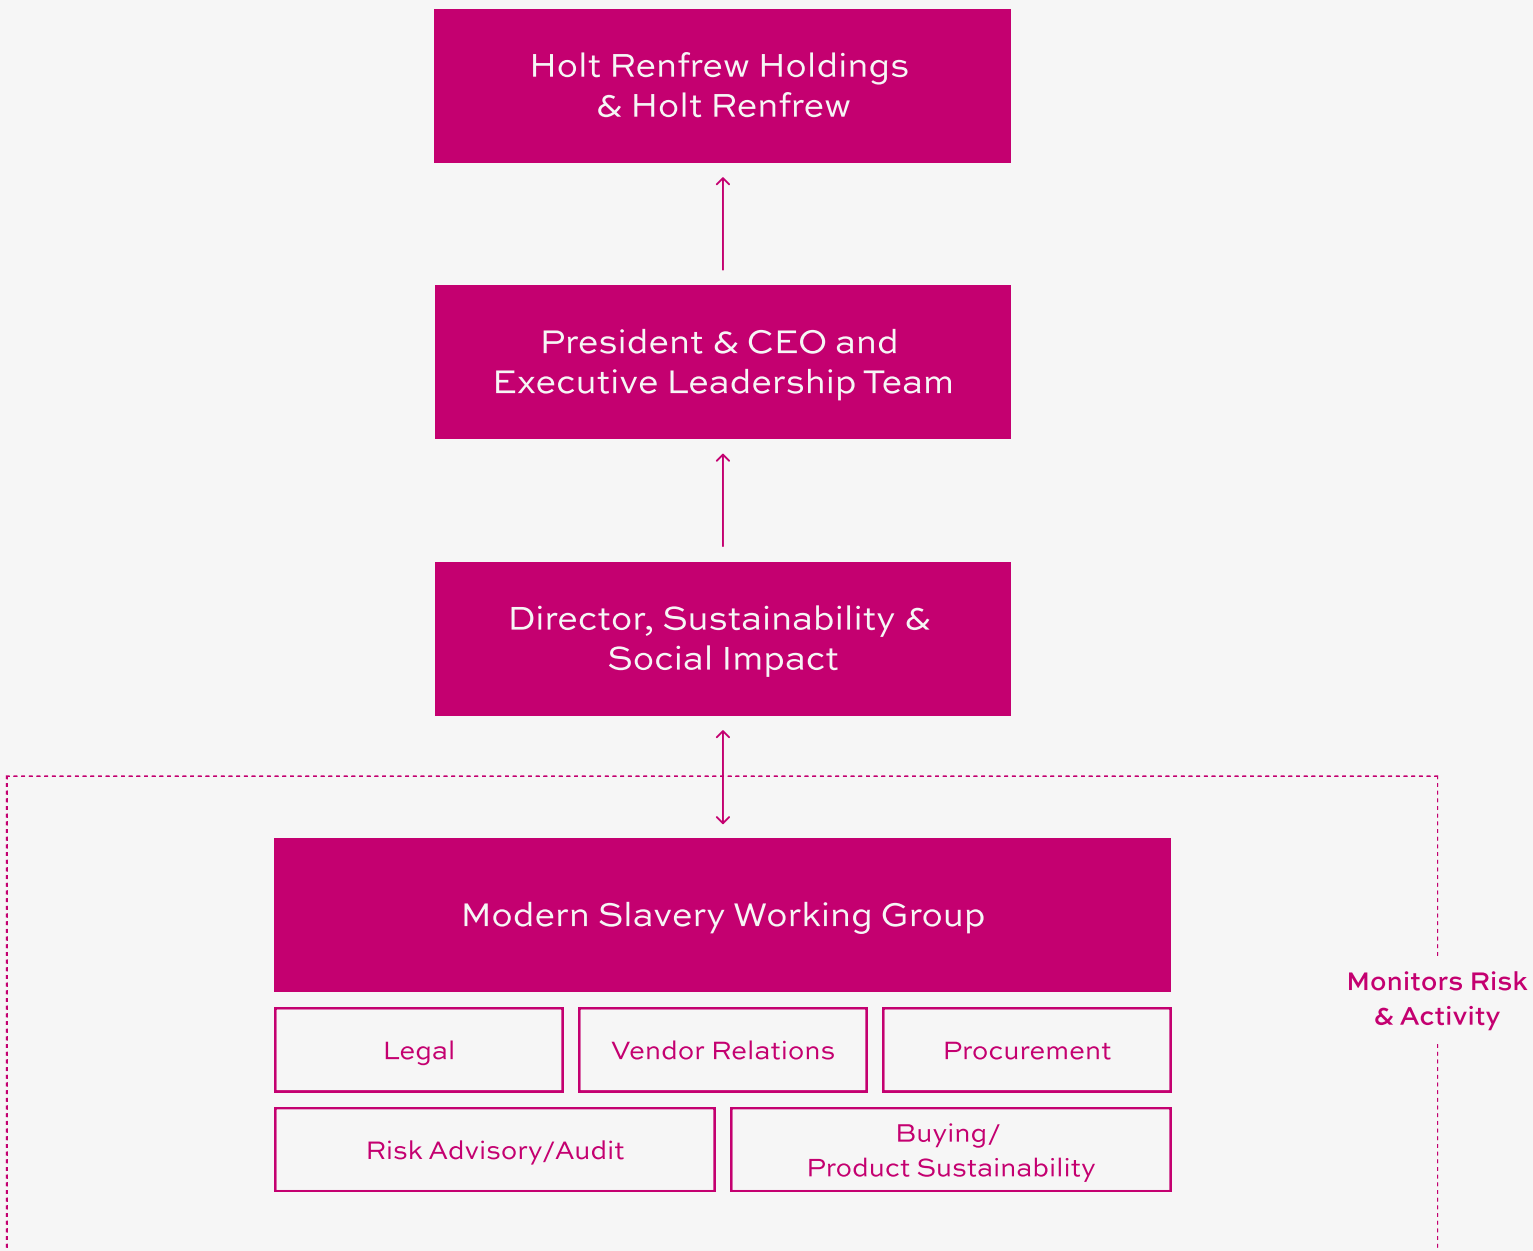 Holt Renfrew Holdings
& Holt Renfrew
President & CEO and
Executive Leadership Team
Director, Sustainability &
Social Impact
Modern Slavery Working Group
Monitors Risk
& Activity
Legal
Vendor Relations
Procurement
Risk Advisory/Audit
Buying/
Product Sustainability